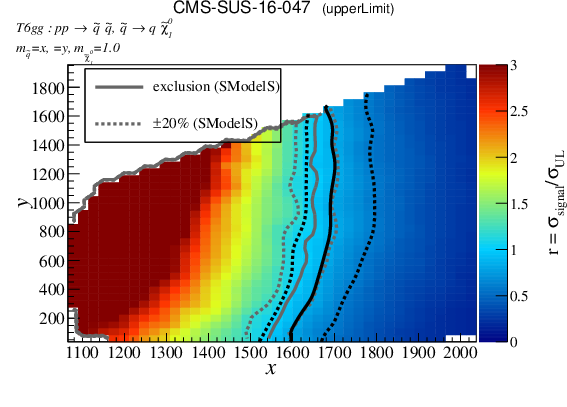 CMS-SUS-16-047 (upperLimit)
T6gg : pp → q̃ q̃, q̃ → q χ̃₁⁰
m_q̃=x, =y, m_χ̃₁⁰=1.0
exclusion (SModelS)
±20% (SModelS)
1800
1600
1400
1200
1000
800
600
400
200
y
1100 1200 1300 1400 1500 1600 1700 1800 1900 2000
x
3
2.5
2
1.5
1
0.5
0
r = σ_signal/σ_UL